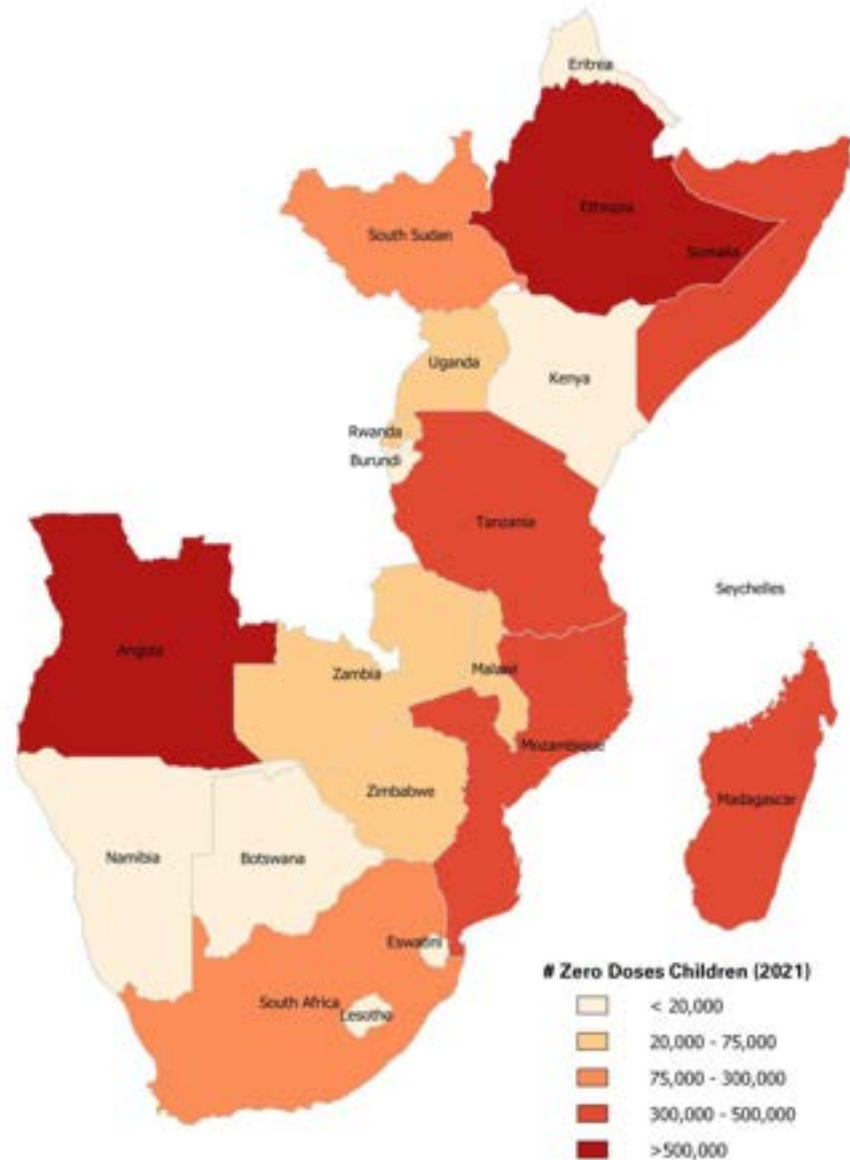 Eritrea
Ethiopia
South Sudan
Somalia
Uganda
Kenya
Rwanda
Burundi
Tanzania
Seychelles
Angola
Zambia
Malawi
Mozambique
Zimbabwe
Madagascar
Namibia
Botswana
Eswatini
South Africa
Lesotho
# Zero Doses Children (2021)
< 20,000
20,000 - 75,000
75,000 - 300,000
300,000 - 500,000
>500,000